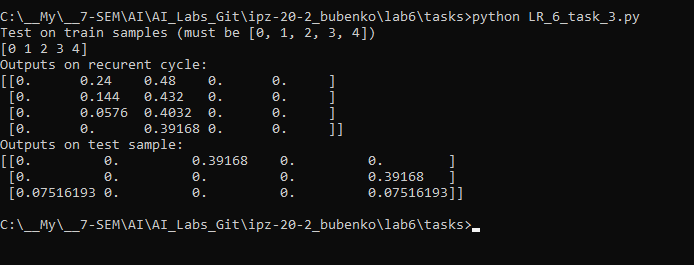 C:\__My\__7-SEM\AI\AI_Labs_Git\ipz-20-2_bubenko\lab6\tasks>python LR_6_task_3.py
Test on train samples (must be [0, 1, 2, 3, 4])
[0 1 2 3 4]
Outputs on recurent cycle:
[[0.      0.24    0.48    0.      0.     ]
 [0.      0.144   0.432   0.      0.     ]
 [0.      0.0576  0.4032  0.      0.     ]
 [0.      0.      0.39168 0.      0.     ]]
Outputs on test sample:
[[0.         0.         0.39168    0.         0.        ]
 [0.         0.         0.         0.         0.39168   ]
 [0.07516193 0.         0.         0.         0.07516193]]
C:\__My\__7-SEM\AI\AI_Labs_Git\ipz-20-2_bubenko\lab6\tasks>